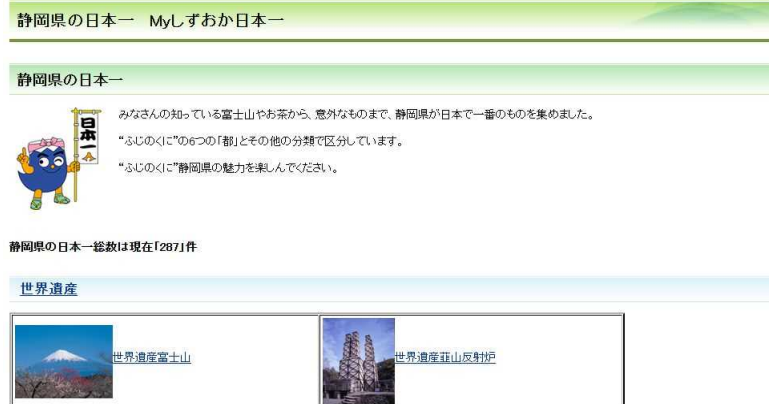 静岡県の日本一 Myしずおか日本一
静岡県の日本一
みなさんの知っている富士山やお茶から、意外なものまで、静岡県が日本で一番のものを集めました。
“ふじのくに”の6つの「都」とその他の分類で区分しています。
“ふじのくに”静岡県の魅力を楽しんでください。
日本一
静岡県の日本一総数は現在「287」件
世界遺産
世界遺産富士山
世界遺産韮山反射炉